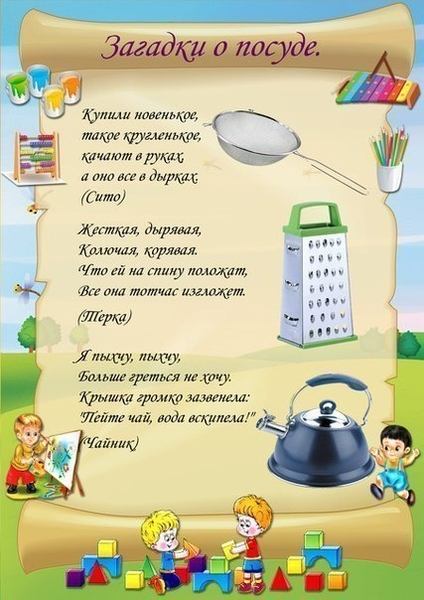 Загадки о посуде.
Купили новенькое,
такое кругленькое,
качают в руках,
а оно все в дырках.
(Сито)
Жесткая, дырявая,
Колючая, корявая.
Что ей на спину положат,
Все она тотчас изгложет.
(Терка)
Я пыхчу, пыхчу,
Больше греться не хочу.
Крышка громко зазвенела:
"Пейте чай, вода вскипела!"
(Чайник)